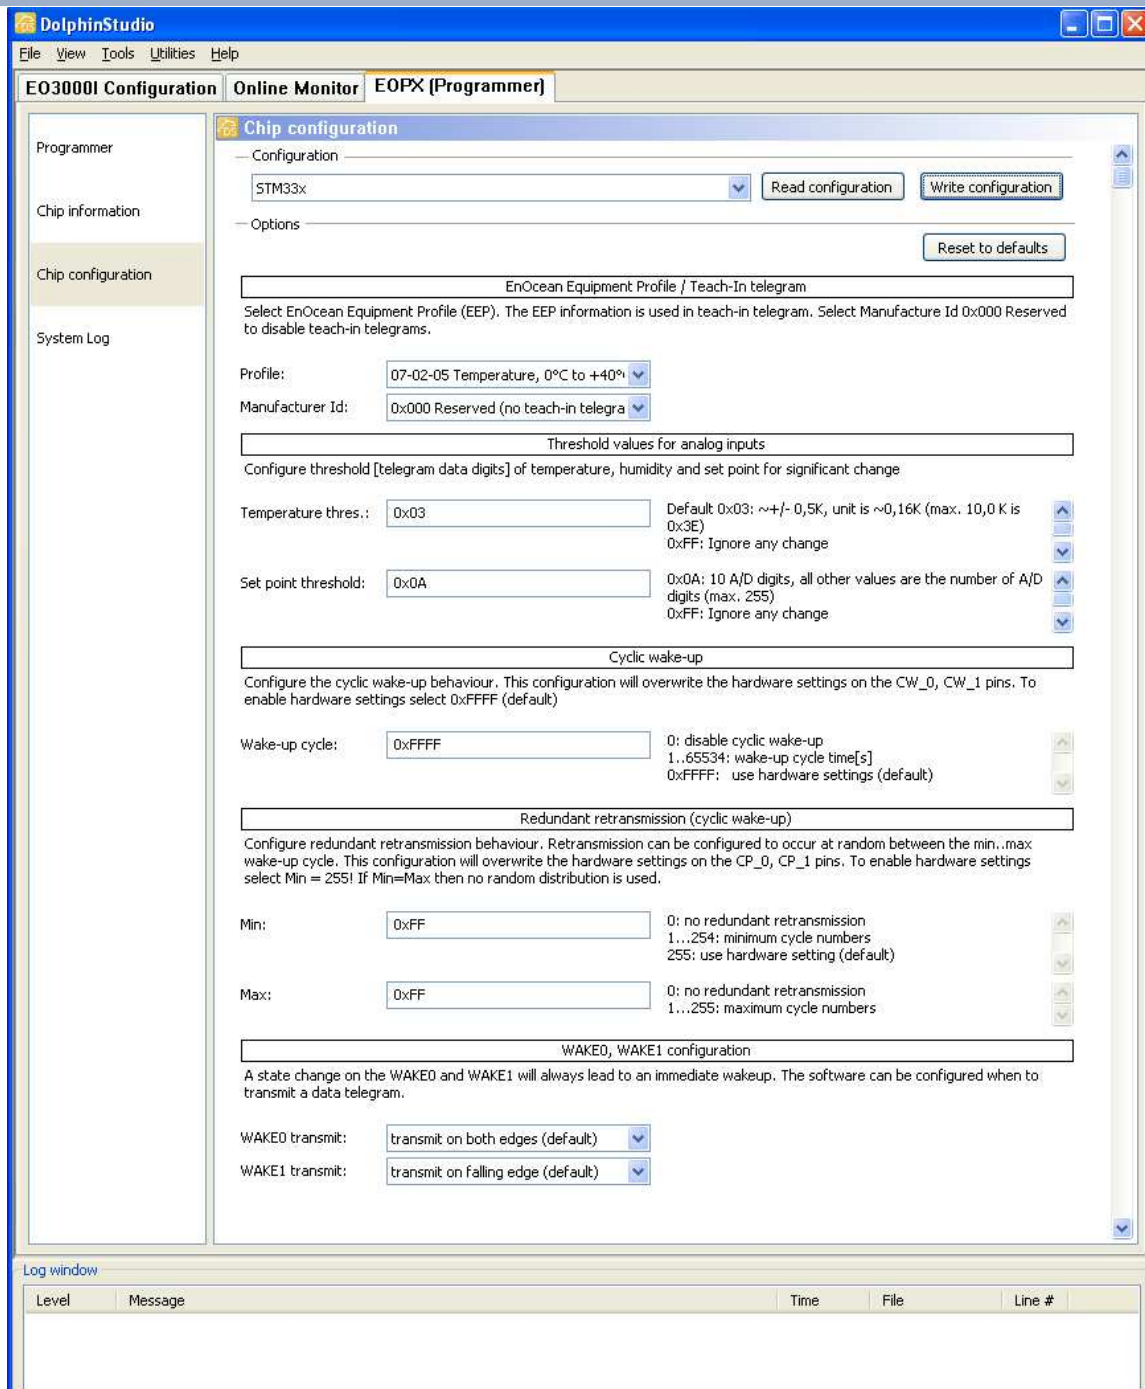 DolphinStudio
File View Tools Utilities Help
EO3000I Configuration Online Monitor EOPX (Programmer)
Programmer
Chip information
Chip configuration
System Log
Chip configuration
Configuration
STM33x Read configuration Write configuration
Options
Reset to defaults
EnOcean Equipment Profile / Teach-In telegram
Select EnOcean Equipment Profile (EEP). The EEP information is used in teach-in telegram. Select Manufacture Id 0x000 Reserved
to disable teach-in telegrams.
Profile: 07-02-05 Temperature, 0°C to +40°
Manufacturer Id: 0x000 Reserved (no teach-in telegra
Threshold values for analog inputs
Configure threshold [telegram data digits] of temperature, humidity and set point for significant change
Temperature thres.: 0x03 Default 0x03: ~+/- 0,5K, unit is ~0,16K (max. 10,0 K is
0x3E)
0xFF: Ignore any change
Set point threshold: 0x0A 0x0A: 10 A/D digits, all other values are the number of A/D
digits (max. 255)
0xFF: Ignore any change
Cyclic wake-up
Configure the cyclic wake-up behaviour. This configuration will overwrite the hardware settings on the CW_0, CW_1 pins. To
enable hardware settings select 0xFFFF (default)
Wake-up cycle: 0xFFFF 0: disable cyclic wake-up
1..65534: wake-up cycle time[s]
0xFFFF: use hardware settings (default)
Redundant retransmission (cyclic wake-up)
Configure redundant retransmission behaviour. Retransmission can be configured to occur at random between the min..max
wake-up cycle. This configuration will overwrite the hardware settings on the CP_0, CP_1 pins. To enable hardware settings
select Min = 255! If Min=Max then no random distribution is used.
Min: 0xFF 0: no redundant retransmission
1...254: minimum cycle numbers
255: use hardware setting (default)
Max: 0xFF 0: no redundant retransmission
1...255: maximum cycle numbers
WAKE0, WAKE1 configuration
A state change on the WAKE0 and WAKE1 will always lead to an immediate wakeup. The software can be configured when to
transmit a data telegram.
WAKE0 transmit: transmit on both edges (default)
WAKE1 transmit: transmit on falling edge (default)
Log window
Level Message Time File Line #